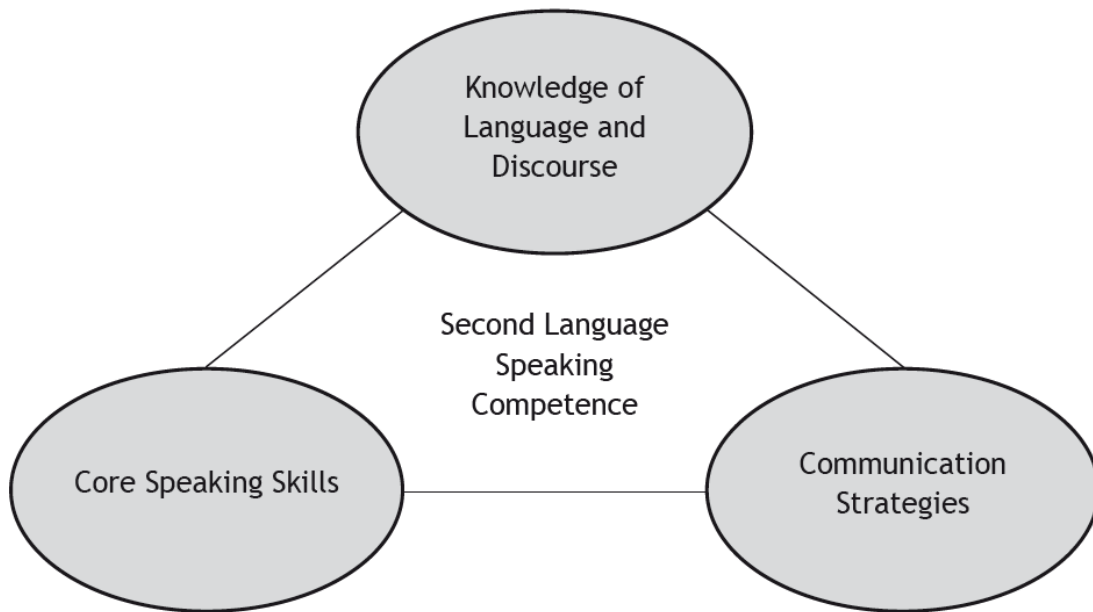 Knowledge of
Language and
Discourse
Second Language
Speaking
Competence
Core Speaking Skills
Communication
Strategies